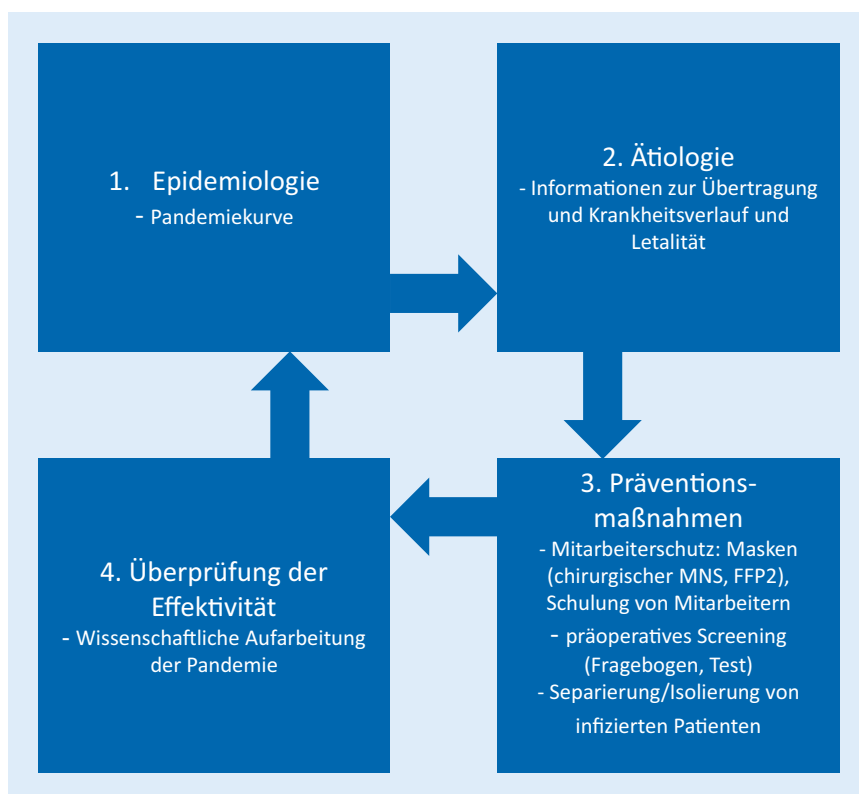 1. Epidemiologie
- Pandemiekurve
2. Ätiologie
- Informationen zur Übertragung
und Krankheitsverlauf und
Letalität
3. Präventions-
maßnahmen
- Mitarbeiterschutz: Masken
(chirurgischer MNS, FFP2),
Schulung von Mitarbeitern
- präoperatives Screening
(Fragebogen, Test)
- Separierung/Isolierung von
infizierten Patienten
4. Überprüfung der
Effektivität
- Wissenschaftliche Aufarbeitung
der Pandemie